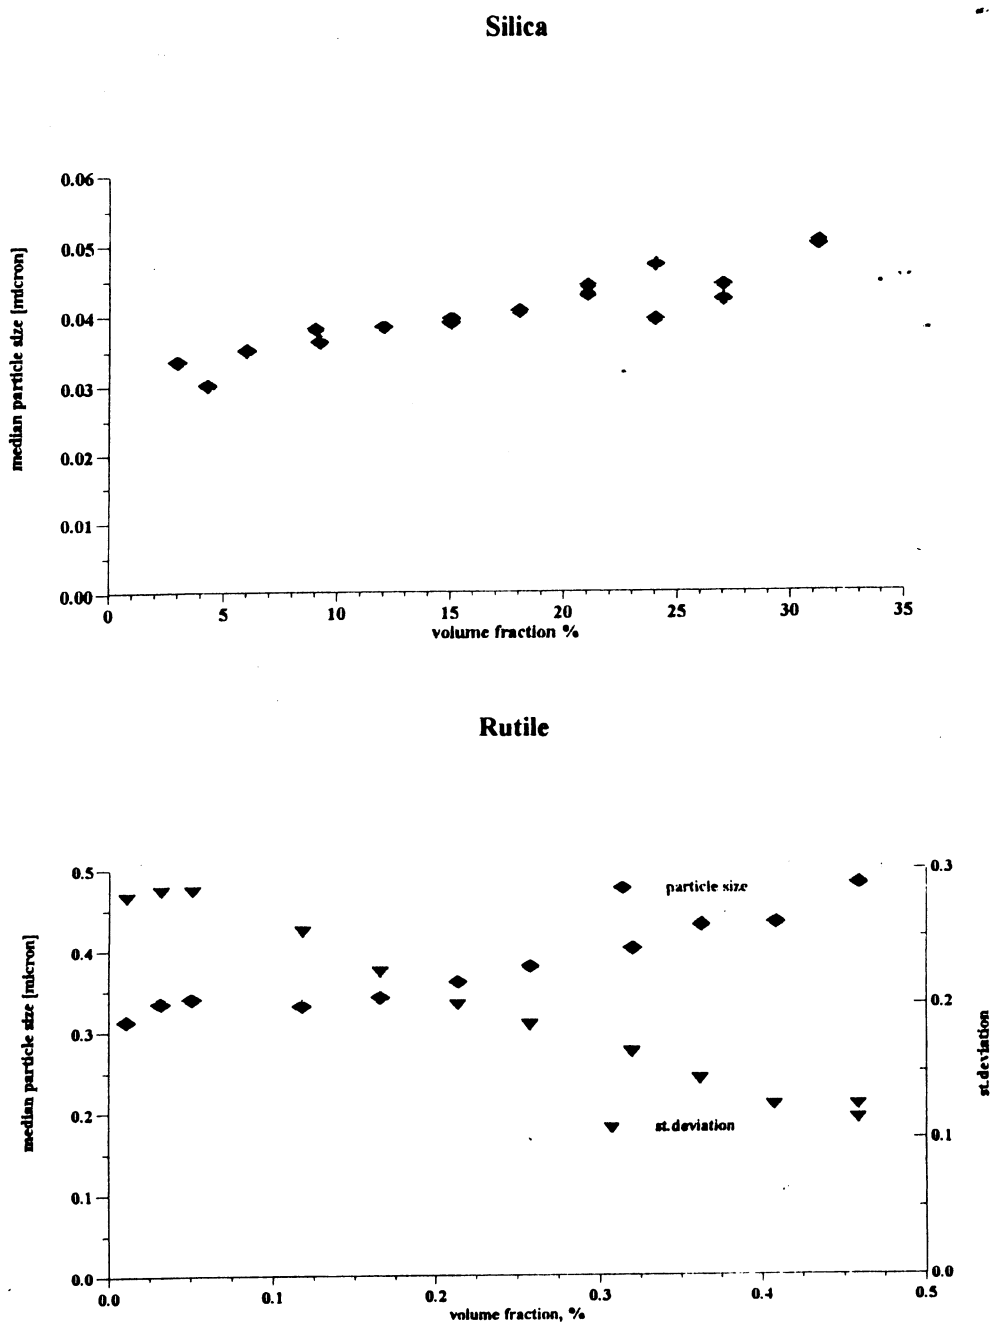 Silica
0.06
0.05
0.04
0.03
0.02
0.01
0.00
median particle size [micron]
0 5 10 15 20 25 30 35
volume fraction %
Rutile
0.5
0.4
0.3
0.2
0.1
0.0
median particle size [micron]
particle size
st.deviation
0.3
0.2
0.1
0.0
st.deviation
0.0 0.1 0.2 0.3 0.4 0.5
volume fraction, %